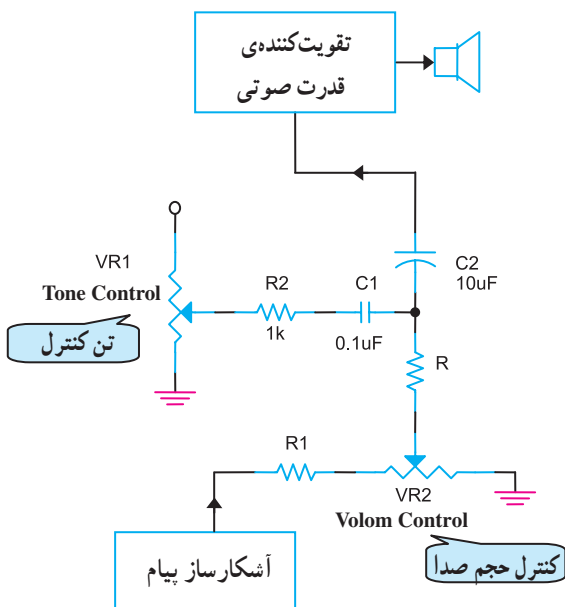 تقویت‌کننده‌ی
قدرت صوتی
VR1
Tone Control
تن کنترل
R2
1k
C1
0.1uF
C2
10uF
R
R1
VR2
Volom Control
کنترل حجم صدا
آشکارساز پیام